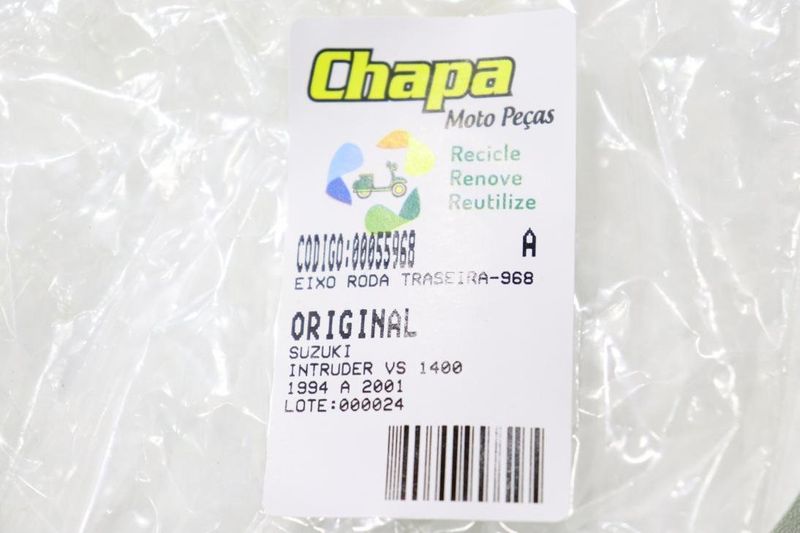 Chapa
Moto Peças
Recicle
Renove
Reutilize
CODIGO:00055968 A
EIXO RODA TRASEIRA-968
ORIGINAL
SUZUKI
INTRUDER VS 1400
1994 A 2001
LOTE:000024